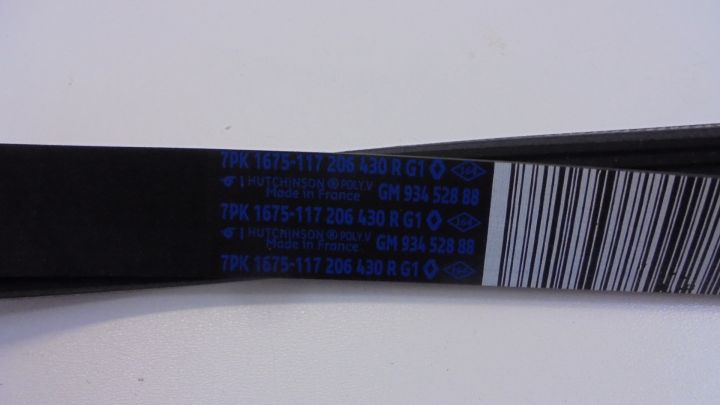 7PK 1675-117 206 430 R G1
HUTCHINSON ® POLY.V
Made in France
GM 934 528 88
7PK 1675-117 206 430 R G1
HUTCHINSON ® POLY.V
Made in France
GM 934 528 88
7PK 1675-117 206 430 R G1